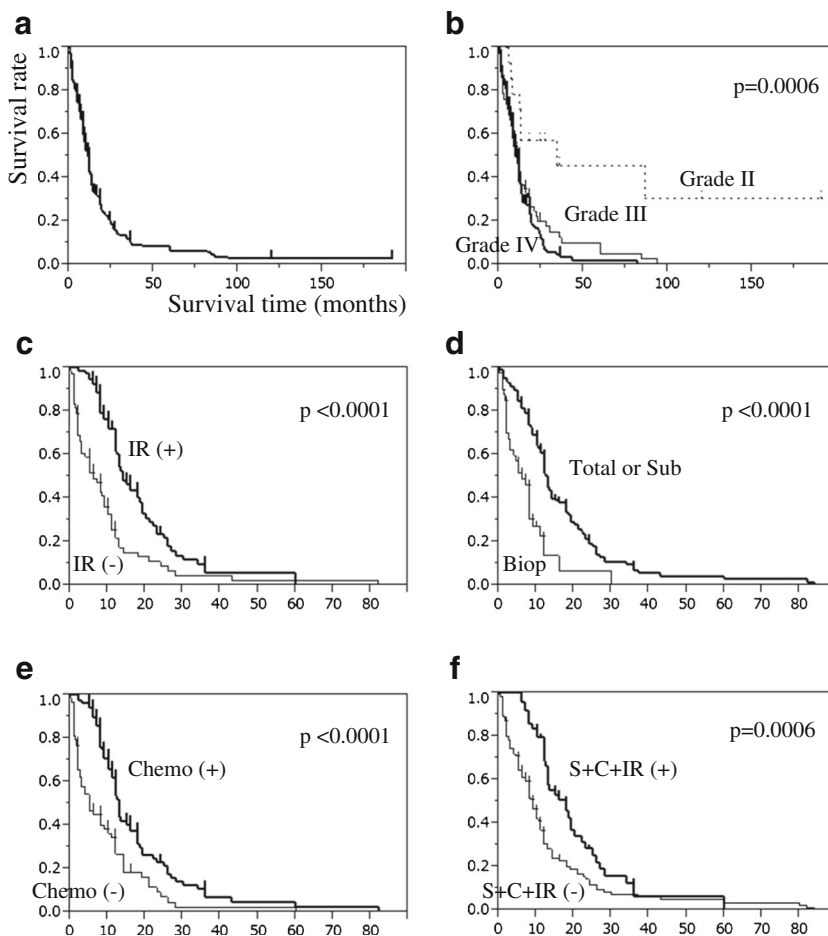 a
1.0
0.8
0.6
0.4
0.2
0.0
Survival rate
0 50 100 150
Survival time (months)
b
1.0
0.8
0.6
0.4
0.2
0.0
p=0.0006
Grade II
Grade III
Grade IV
0 25 50 75 100 150
c
1.0
0.8
0.6
0.4
0.2
0.0
p <0.0001
IR (+)
IR (-)
0 10 20 30 40 50 60 70 80
d
1.0
0.8
0.6
0.4
0.2
0.0
p <0.0001
Total or Sub
Biop
0 10 20 30 40 50 60 70 80
e
1.0
0.8
0.6
0.4
0.2
0.0
p <0.0001
Chemo (+)
Chemo (-)
0 10 20 30 40 50 60 70 80
f
1.0
0.8
0.6
0.4
0.2
0.0
p=0.0006
S+C+IR (+)
S+C+IR (-)
0 10 20 30 40 50 60 70 80